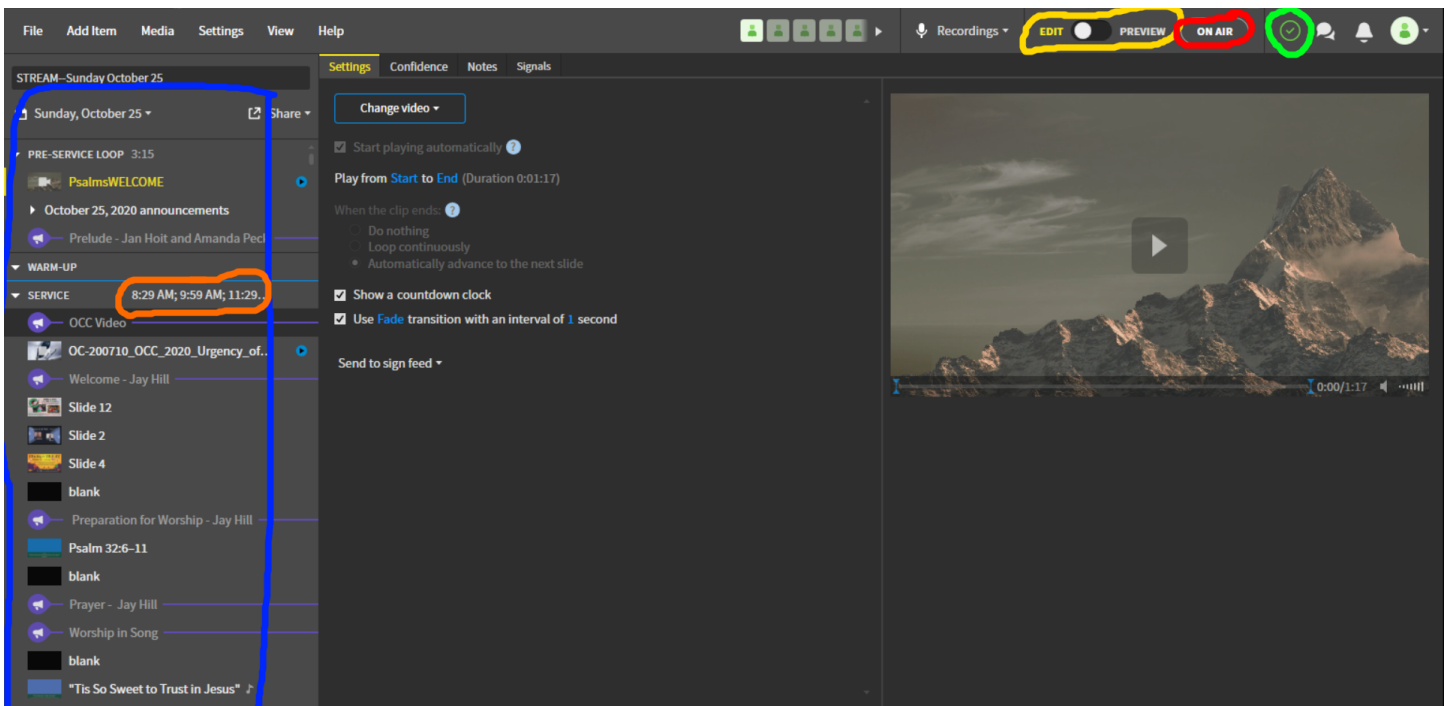 File Add Item Media Settings View Help Recordings EDIT PREVIEW ON AIR
STREAM–Sunday October 25
Sunday, October 25 Share
PRE-SERVICE LOOP 3:15
PsalmsWELCOME
October 25, 2020 announcements
Prelude - Jan Hoit and Amanda Peck
WARM-UP
SERVICE 8:29 AM; 9:59 AM; 11:29..
OCC Video
OC-200710_OCC_2020_Urgency_of..
Welcome - Jay Hill
Slide 12
Slide 2
Slide 4
blank
Preparation for Worship - Jay Hill
Psalm 32:6–11
blank
Prayer - Jay Hill
Worship in Song
blank
"Tis So Sweet to Trust in Jesus"
Settings Confidence Notes Signals
Change video
Start playing automatically ?
Play from Start to End (Duration 0:01:17)
When the clip ends: ?
Do nothing
Loop continuously
Automatically advance to the next slide
Show a countdown clock
Use Fade transition with an interval of 1 second
Send to sign feed
0:00/1:17